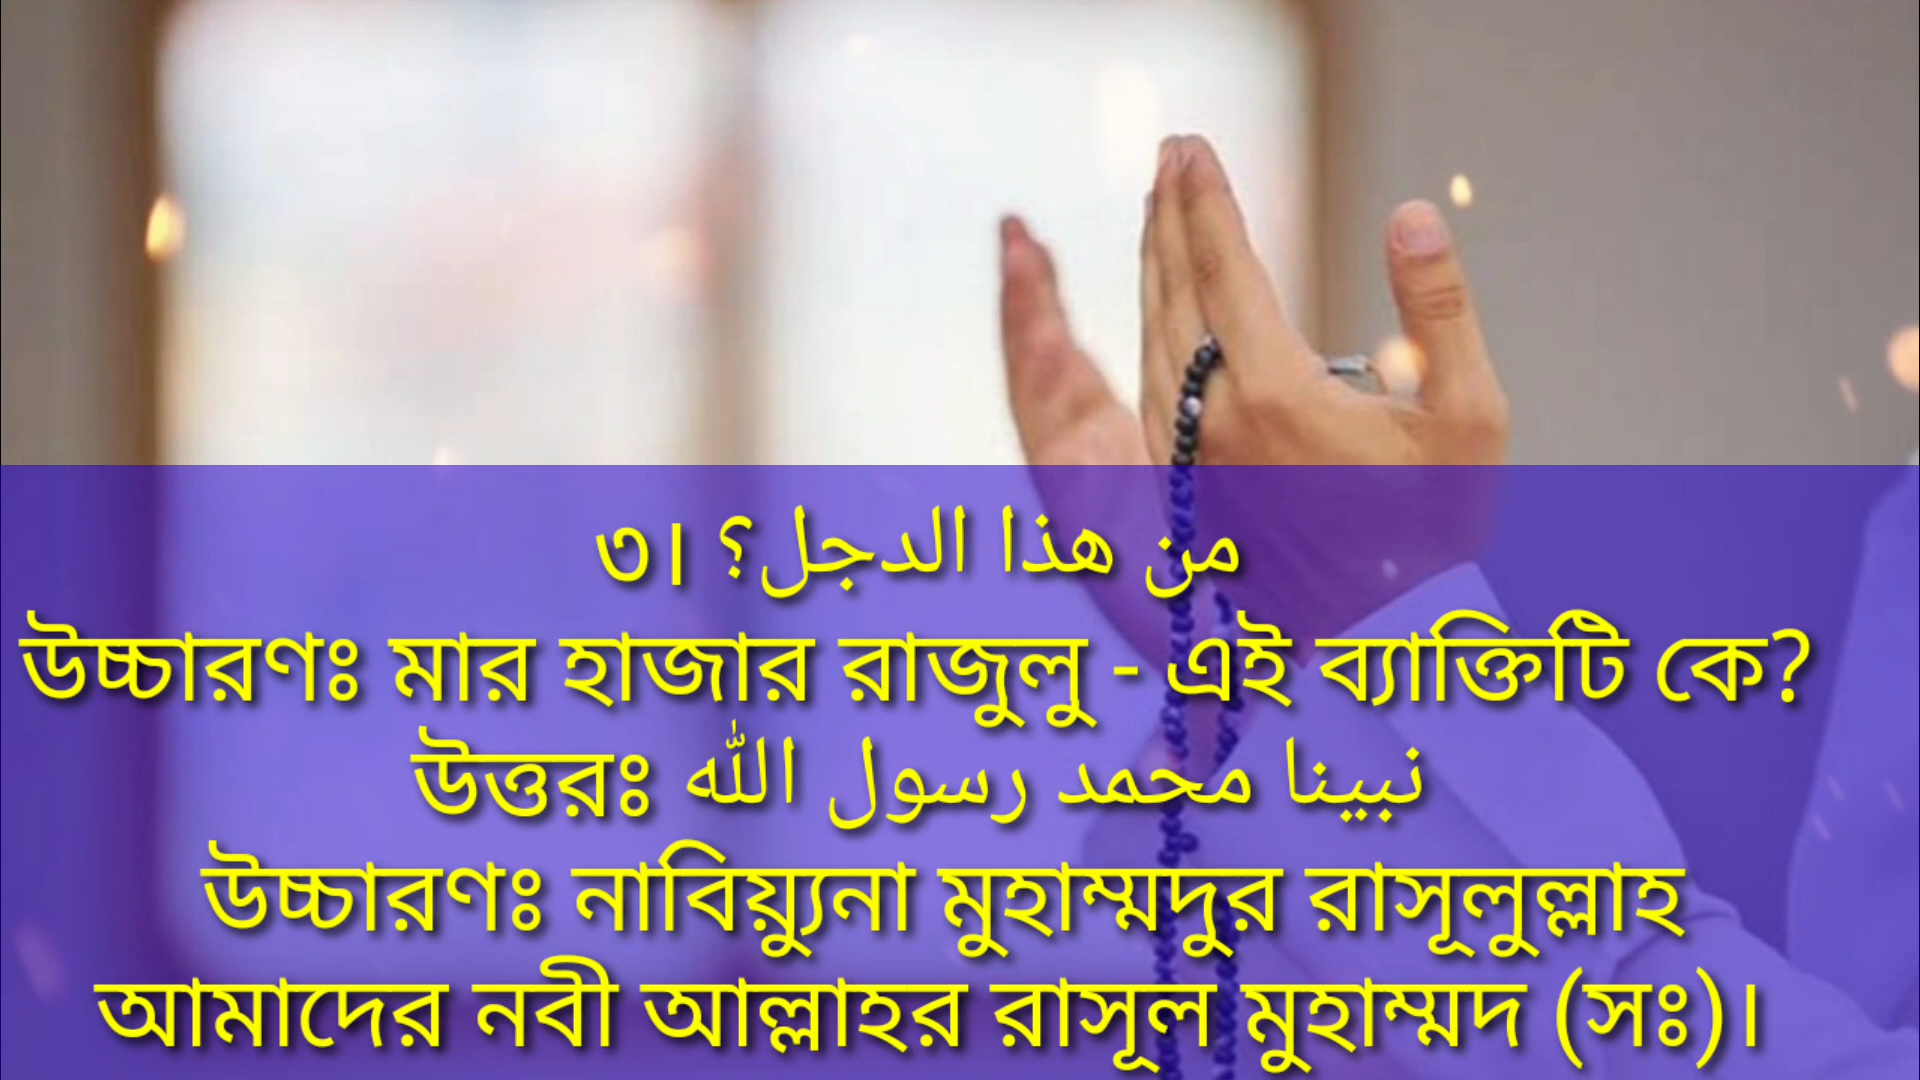 ৩। من هذا الدجل؟
উচ্চারণঃ মার হাজার রাজুলু - এই ব্যাক্তিটি কে?
উত্তরঃ نبينا محمد رسول الله
উচ্চারণঃ নাবিয়্যুনা মুহাম্মদুর রাসূলুল্লাহ
আমাদের নবী আল্লাহর রাসূল মুহাম্মদ (সঃ)।